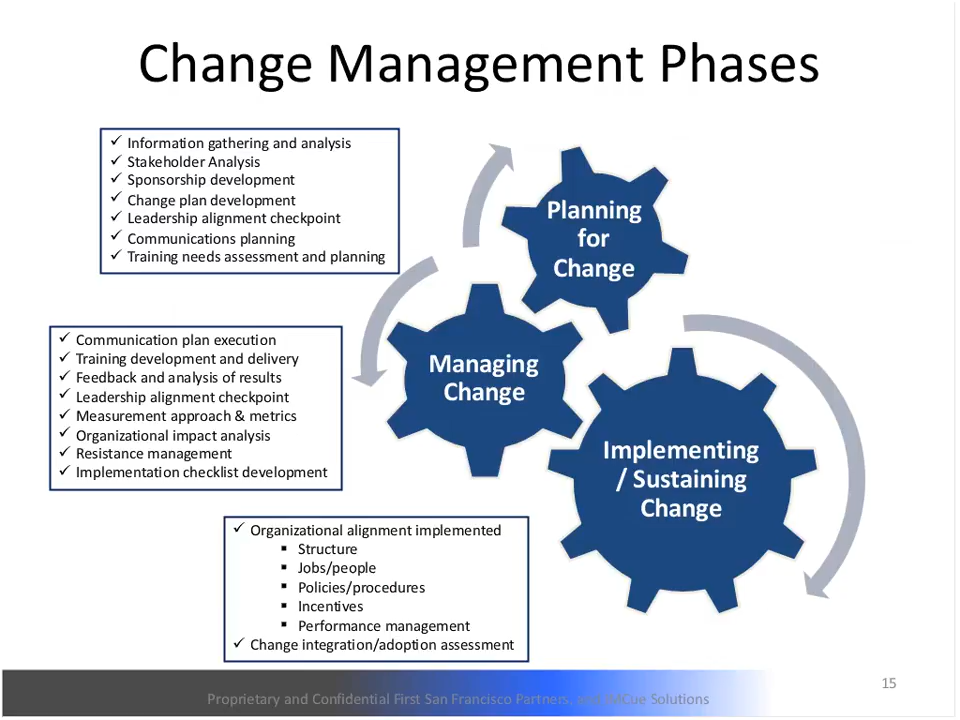 Change Management Phases
✓ Information gathering and analysis
✓ Stakeholder Analysis
✓ Sponsorship development
✓ Change plan development
✓ Leadership alignment checkpoint
✓ Communications planning
✓ Training needs assessment and planning
Planning
for
Change
✓ Communication plan execution
✓ Training development and delivery
✓ Feedback and analysis of results
✓ Leadership alignment checkpoint
✓ Measurement approach & metrics
✓ Organizational impact analysis
✓ Resistance management
✓ Implementation checklist development
Managing
Change
Implementing
/ Sustaining
Change
✓ Organizational alignment implemented
▪ Structure
▪ Jobs/people
▪ Policies/procedures
▪ Incentives
▪ Performance management
✓ Change integration/adoption assessment
15
Proprietary and Confidential First San Francisco Partners, and IMCue Solutions